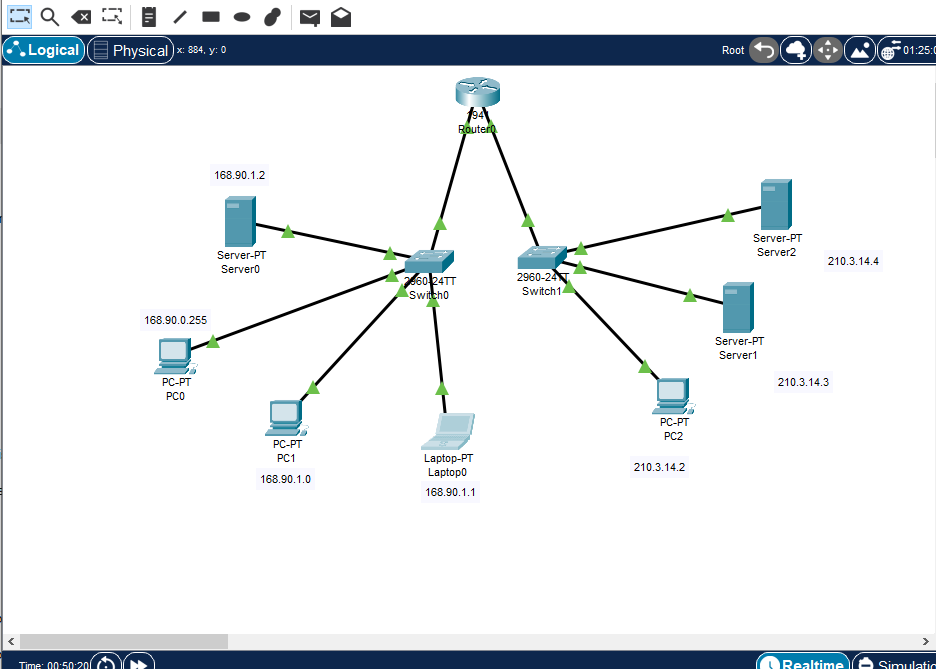 Logical
Physical
x: 884, y: 0
Root
01:25:0
1941
Router0
168.90.1.2
Server-PT
Server0
2960-24TT
Switch0
2960-24TT
Switch1
Server-PT
Server2
210.3.14.4
168.90.0.255
PC-PT
PC0
Server-PT
Server1
210.3.14.3
PC-PT
PC1
168.90.1.0
Laptop-PT
Laptop0
168.90.1.1
PC-PT
PC2
210.3.14.2
Time: 00:50:20
Realtime
Simulatio